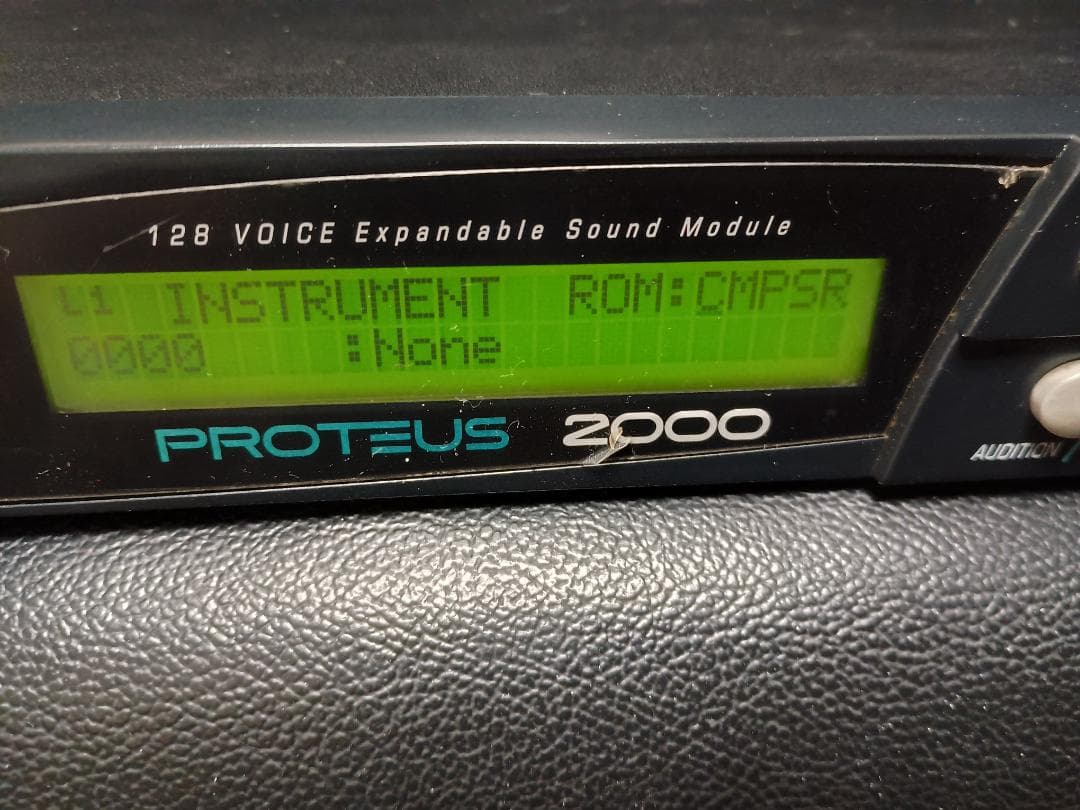 128 VOICE Expandable Sound Module
L1 INSTRUMENT ROM:CMPSR
0000 :None
PROTEUS 2000
AUDITION